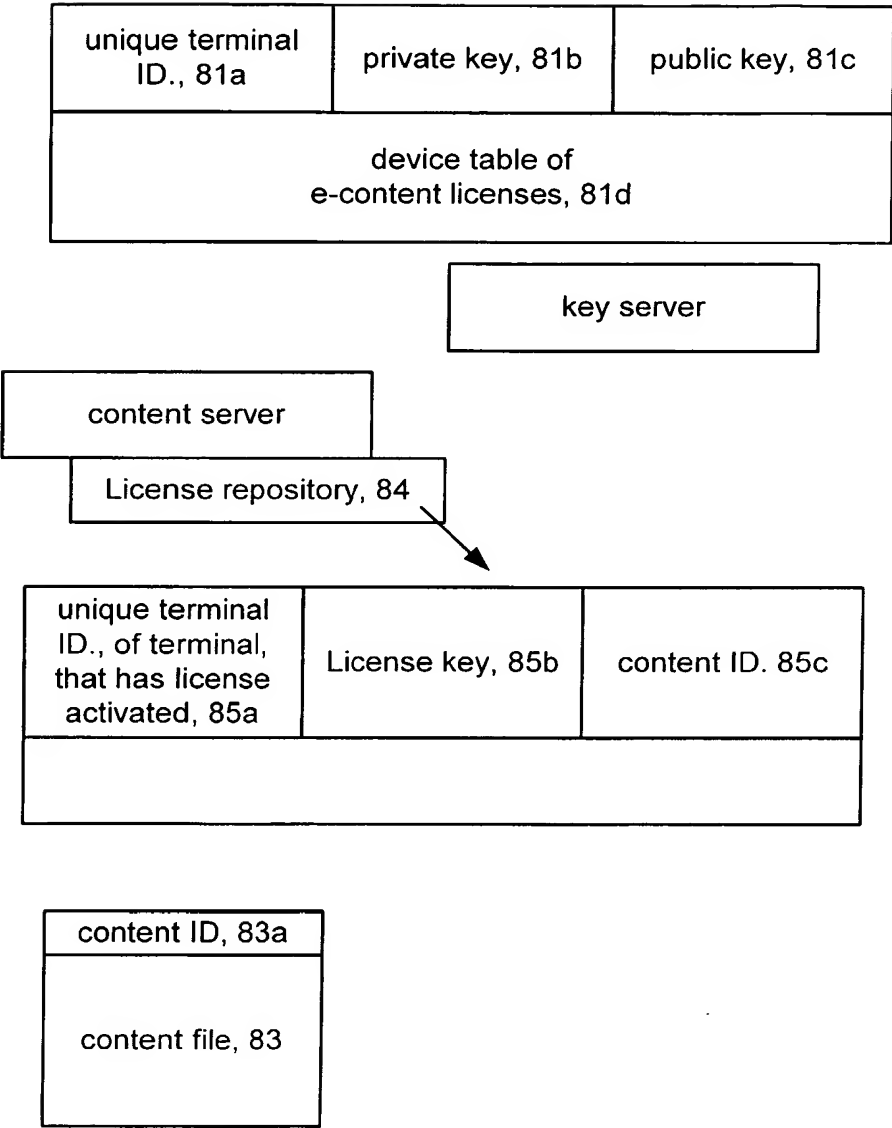 unique terminal
ID., 81a
private key, 81b
public key, 81c
device table of
e-content licenses, 81d
key server
content server
License repository, 84
unique terminal
ID., of terminal,
that has license
activated, 85a
License key, 85b
content ID. 85c
content ID, 83a
content file, 83